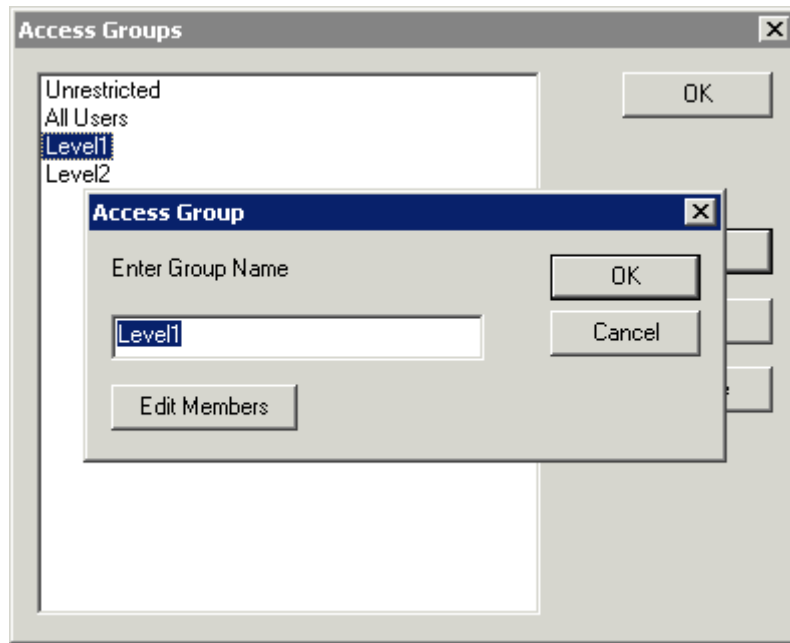 Access Groups
Unrestricted
All Users
Level1
Level2
OK
Access Group
Enter Group Name
Level1
OK
Cancel
Edit Members